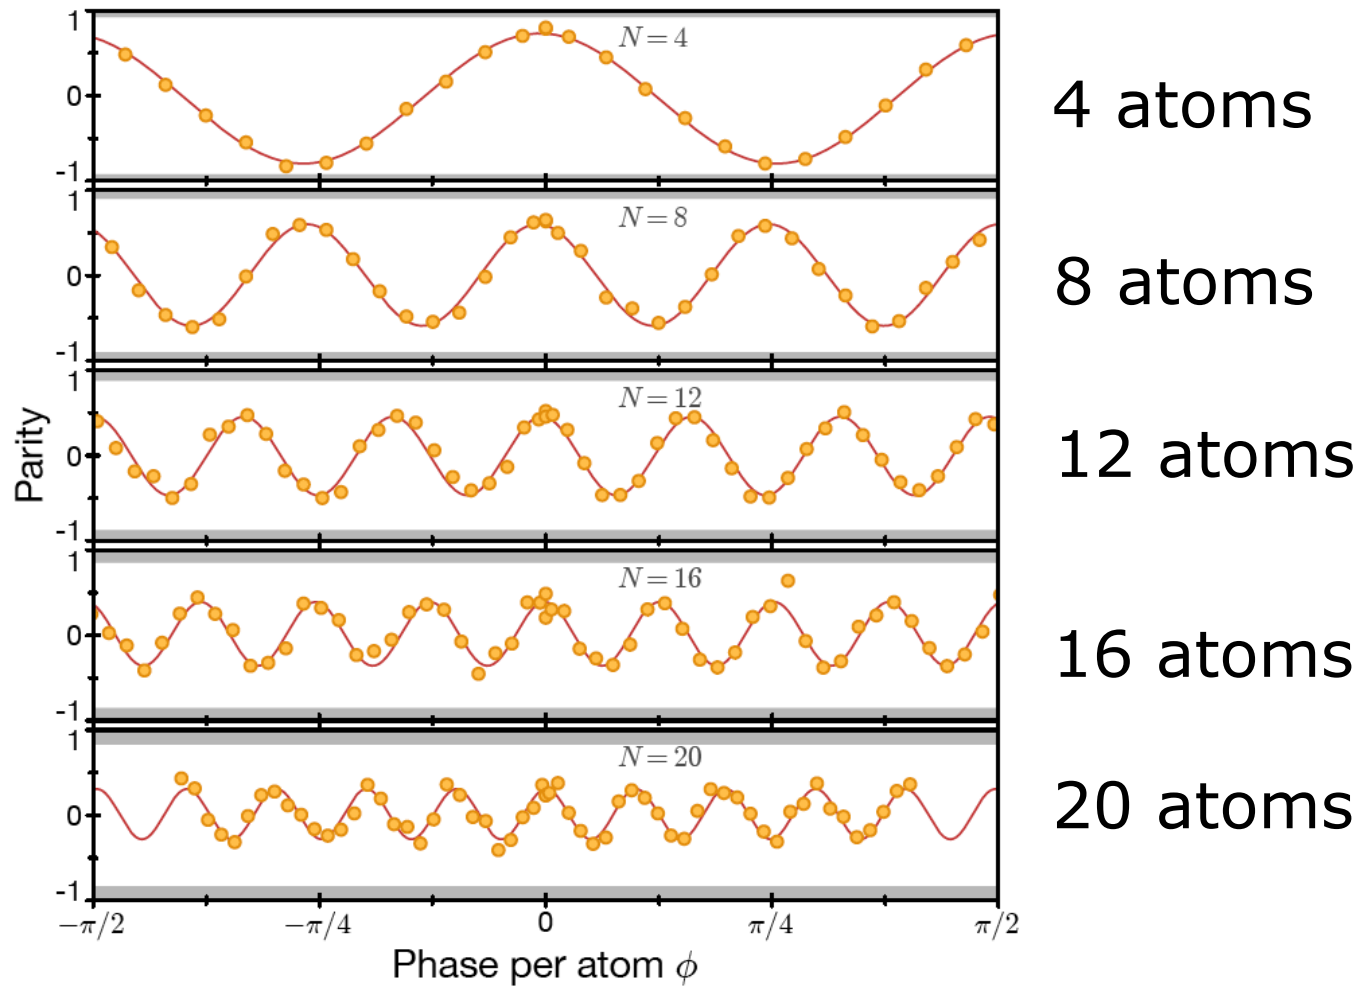 1
N = 4
0
-1
4 atoms
1
N = 8
0
-1
8 atoms
1
N = 12
0
-1
12 atoms
Parity
1
N = 16
0
-1
16 atoms
1
N = 20
0
-1
20 atoms
−π/2 −π/4 0 π/4 π/2
Phase per atom ϕ